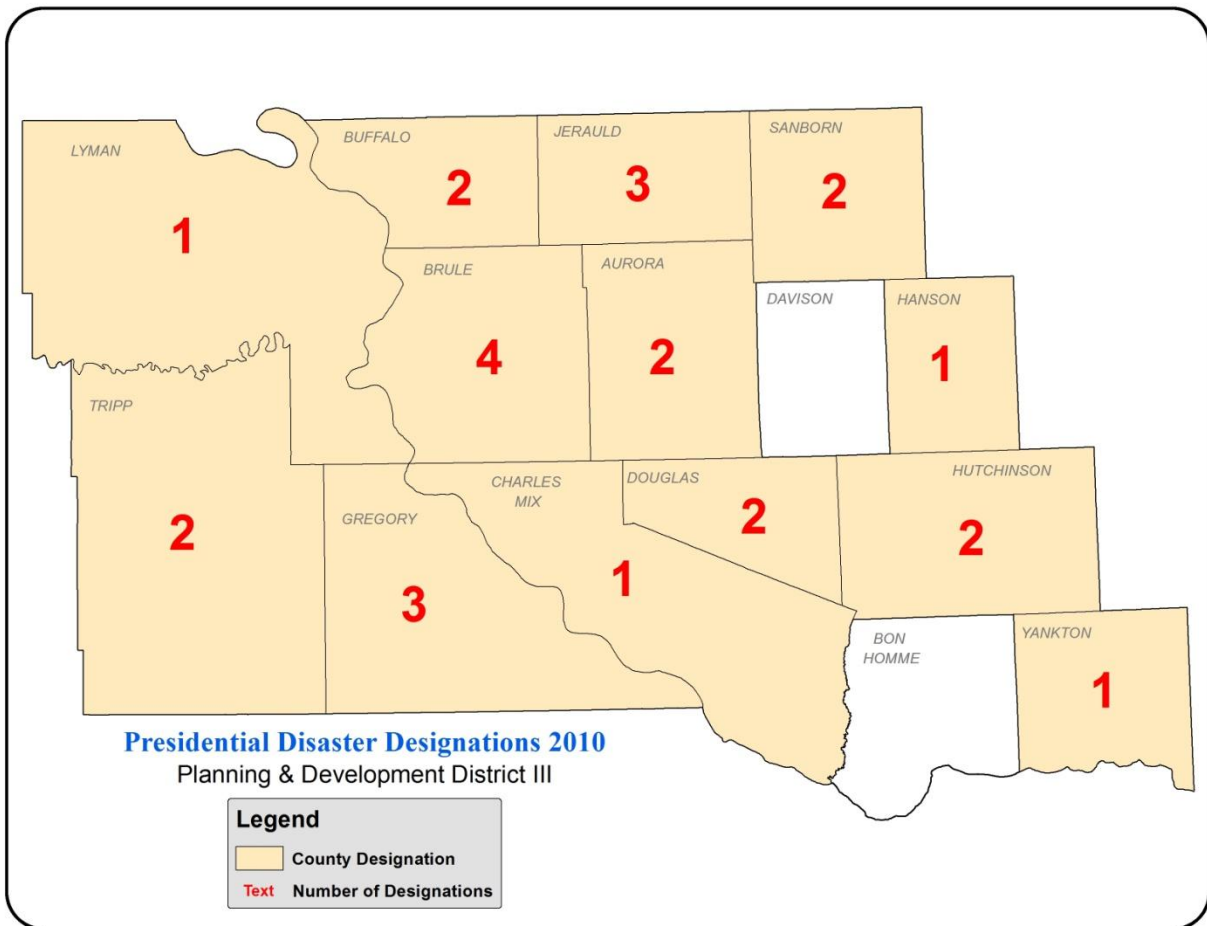 LYMAN
1
BUFFALO
2
JERAULD
3
SANBORN
2
BRULE
4
AURORA
2
DAVISON
HANSON
1
TRIPP
2
GREGORY
3
CHARLES
MIX
1
DOUGLAS
2
HUTCHINSON
2
BON
HOMME
YANKTON
1
Presidential Disaster Designations 2010
Planning & Development District III
Legend
County Designation
Text Number of Designations